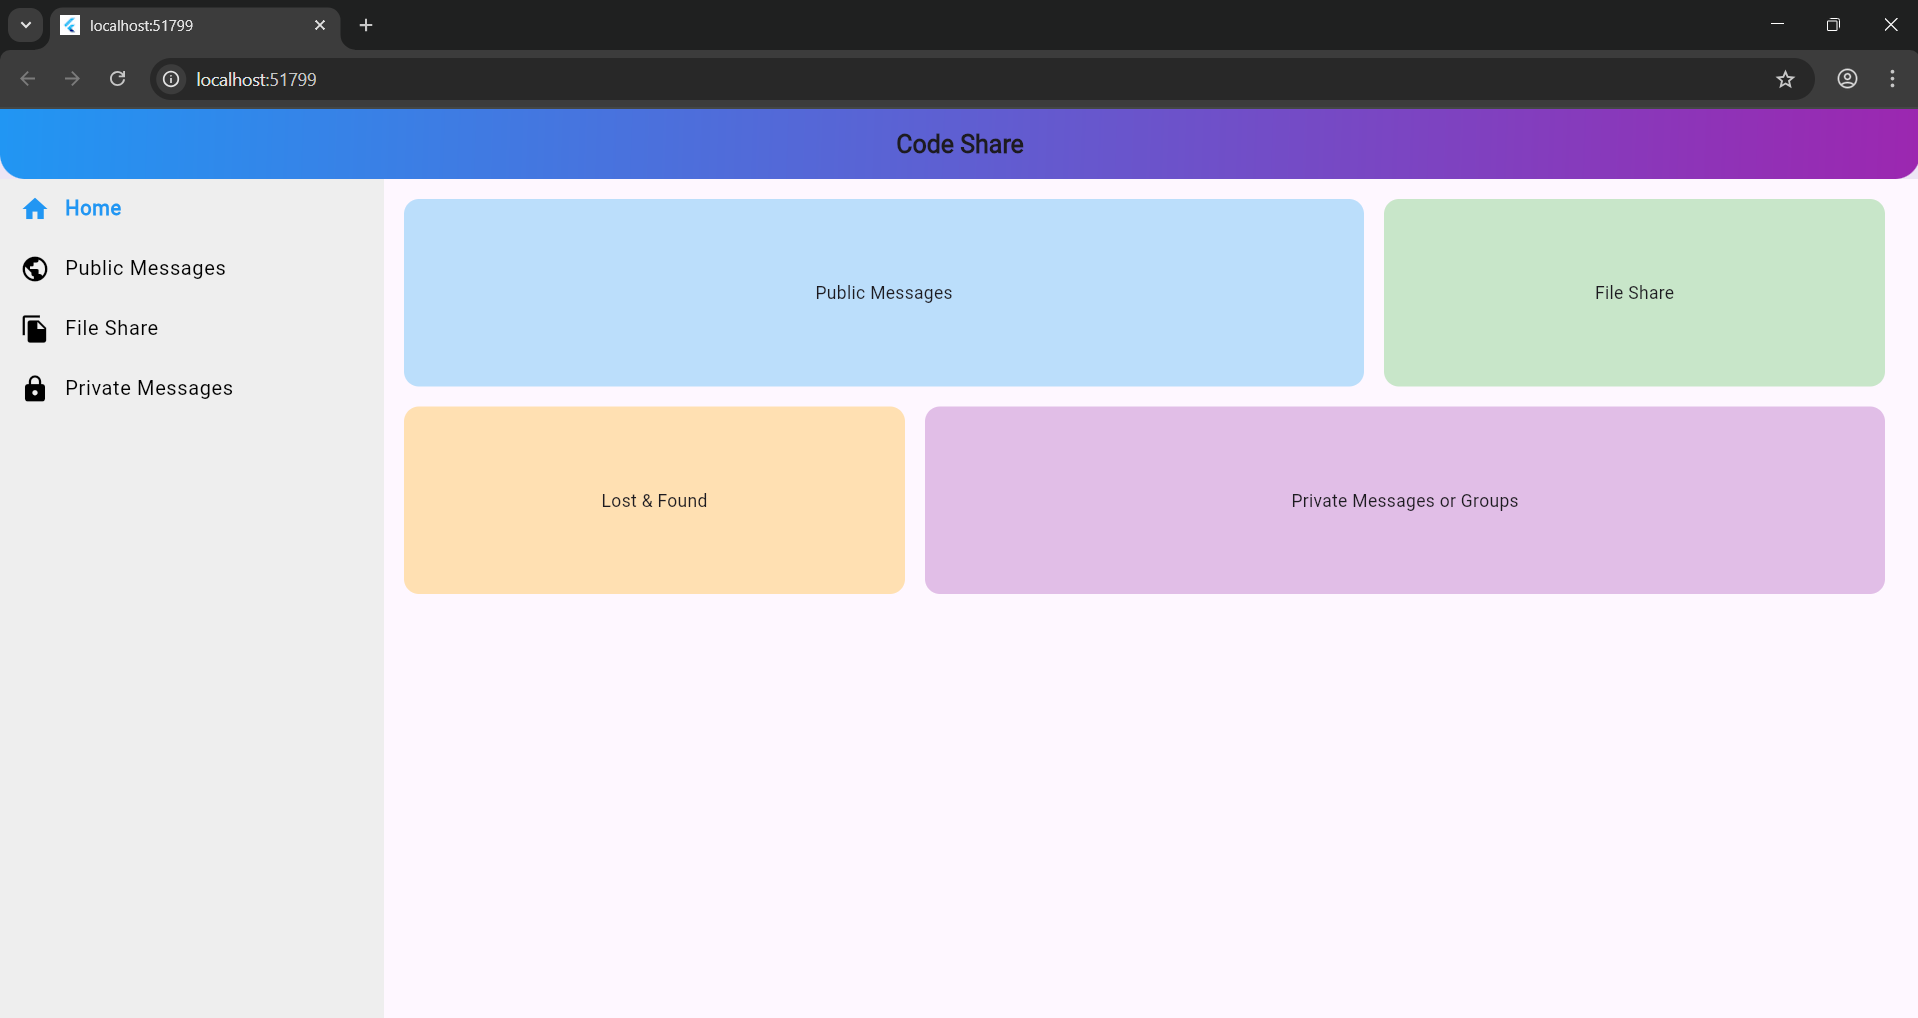 localhost:51799
localhost:51799
Code Share
Home
Public Messages
File Share
Private Messages
Public Messages
File Share
Lost & Found
Private Messages or Groups